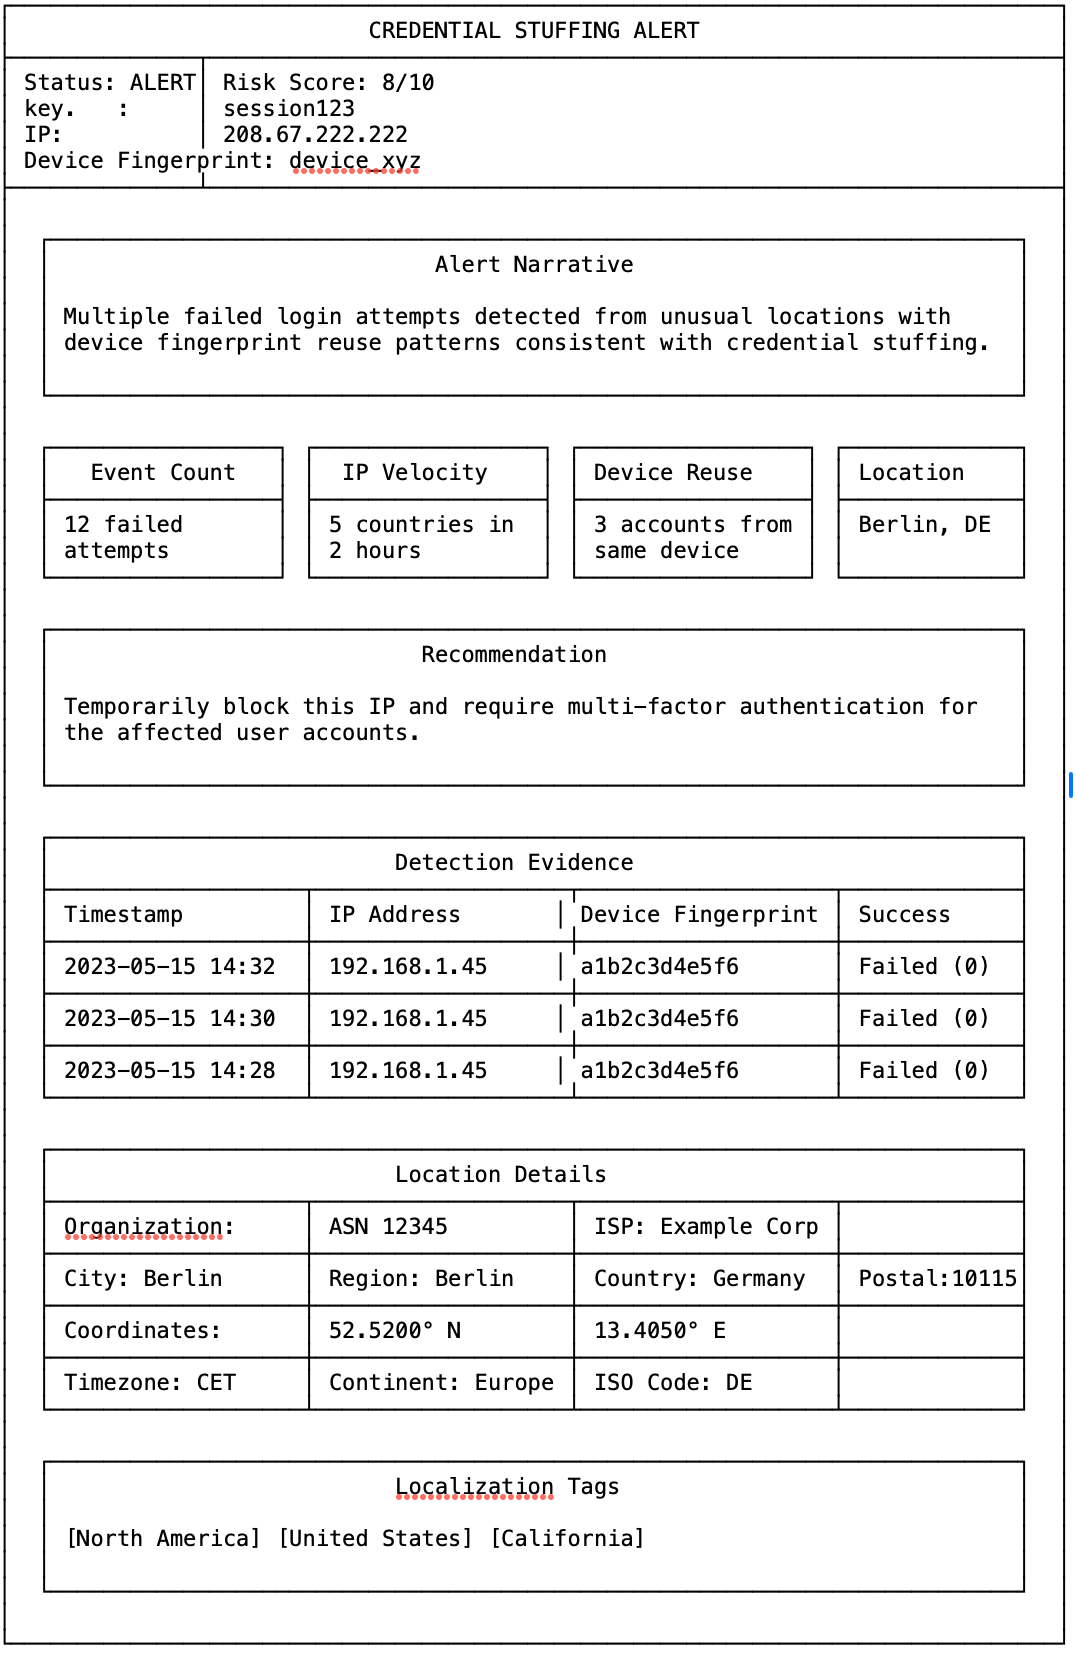 CREDENTIAL STUFFING ALERT
Status: ALERT Risk Score: 8/10
key. : session123
IP: 208.67.222.222
Device Fingerprint: device_xyz
Alert Narrative
Multiple failed login attempts detected from unusual locations with
device fingerprint reuse patterns consistent with credential stuffing.
Event Count IP Velocity Device Reuse Location
12 failed 5 countries in 3 accounts from Berlin, DE
attempts 2 hours same device
Recommendation
Temporarily block this IP and require multi-factor authentication for
the affected user accounts.
Detection Evidence
Timestamp IP Address Device Fingerprint Success
2023-05-15 14:32 192.168.1.45 a1b2c3d4e5f6 Failed (0)
2023-05-15 14:30 192.168.1.45 a1b2c3d4e5f6 Failed (0)
2023-05-15 14:28 192.168.1.45 a1b2c3d4e5f6 Failed (0)
Location Details
Organization: ASN 12345 ISP: Example Corp
City: Berlin Region: Berlin Country: Germany Postal:10115
Coordinates: 52.5200° N 13.4050° E
Timezone: CET Continent: Europe ISO Code: DE
Localization Tags
[North America] [United States] [California]